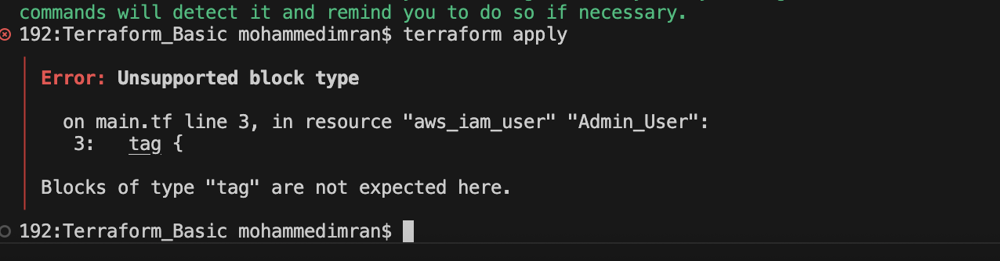 commands will detect it and remind you to do so if necessary.
192:Terraform_Basic mohammedimran$ terraform apply
Error: Unsupported block type
on main.tf line 3, in resource "aws_iam_user" "Admin_User":
3: tag {
Blocks of type "tag" are not expected here.
192:Terraform_Basic mohammedimran$